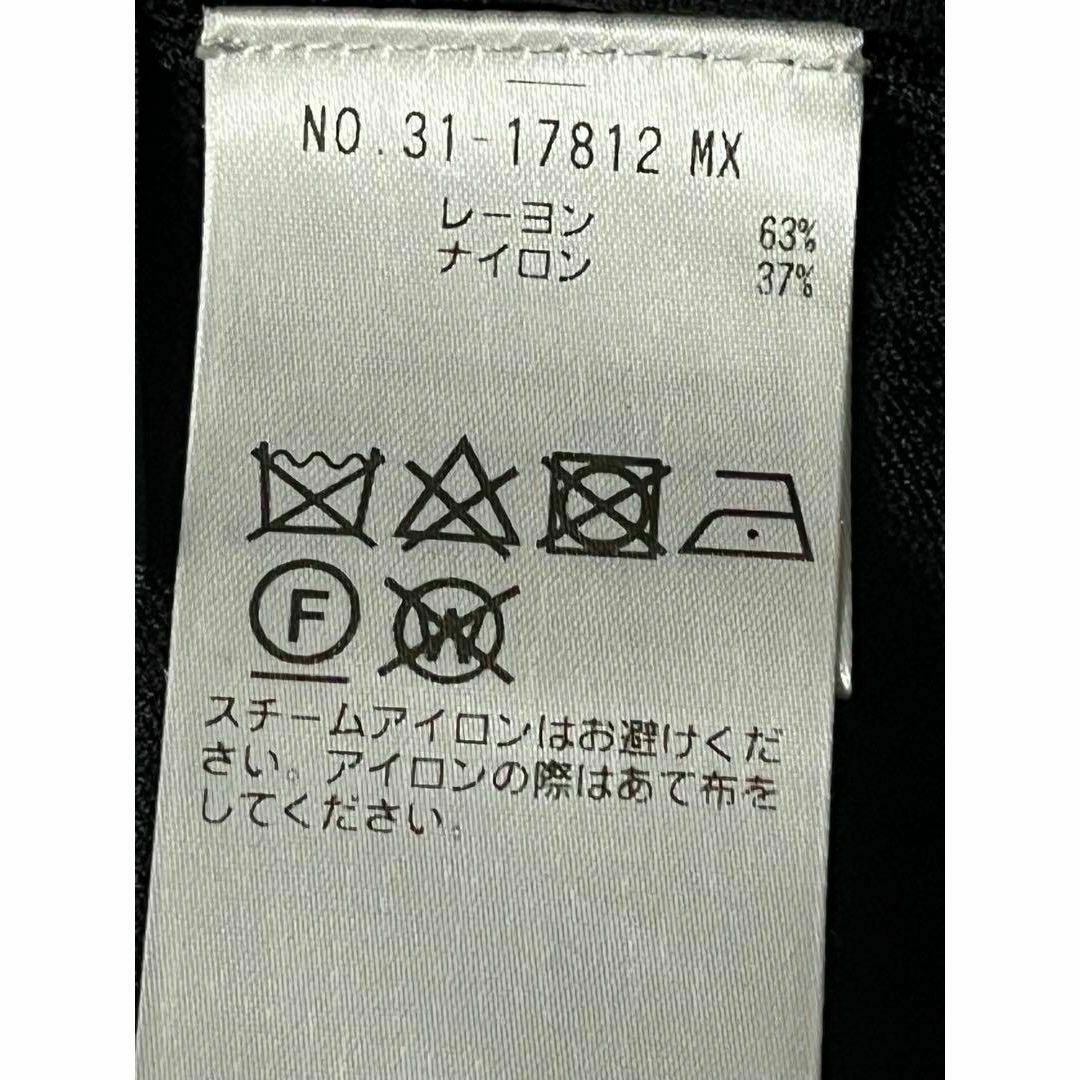 NO.31-17812 MX
レーヨン 63%
ナイロン 37%
F W
スチームアイロンはお避けくだ
さい。アイロンの際はあて布を
してください。